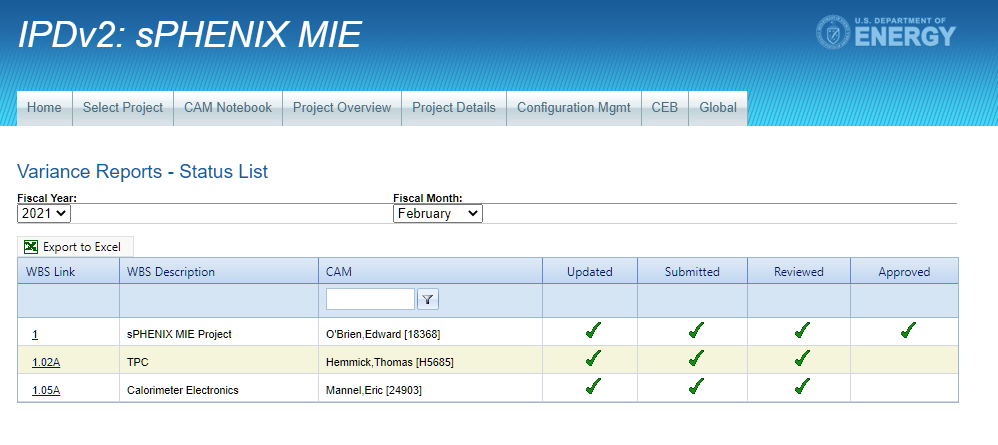 IPDv2: sPHENIX MIE
U.S. DEPARTMENT OF
ENERGY
Home Select Project CAM Notebook Project Overview Project Details Configuration Mgmt CEB Global
Variance Reports - Status List
Fiscal Year: Fiscal Month:
2021 February
Export to Excel
WBS Link WBS Description CAM Updated Submitted Reviewed Approved
1 sPHENIX MIE Project O'Brien,Edward [18368]
1.02A TPC Hemmick,Thomas [H5685]
1.05A Calorimeter Electronics Mannel,Eric [24903]